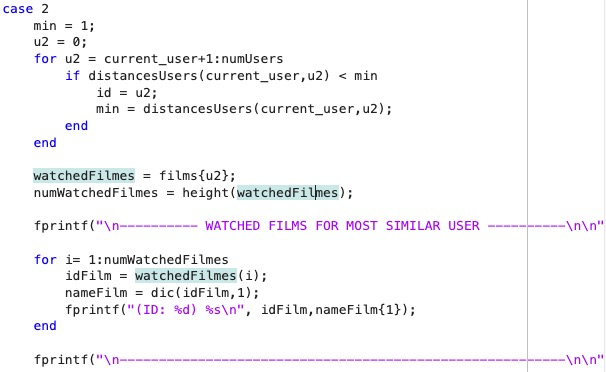 case 2
min = 1;
u2 = 0;
for u2 = current_user+1:numUsers
if distancesUsers(current_user,u2) < min
id = u2;
min = distancesUsers(current_user,u2);
end
end
watchedFilmes = films{u2};
numWatchedFilmes = height(watchedFilmes);
fprintf("\n---------- WATCHED FILMS FOR MOST SIMILAR USER ----------\n\n"
for i= 1:numWatchedFilmes
idFilm = watchedFilmes(i);
nameFilm = dic(idFilm,1);
fprintf("(ID: %d) %s\n", idFilm,nameFilm{1});
end
fprintf("\n---------------------------------------------------------\n\n"